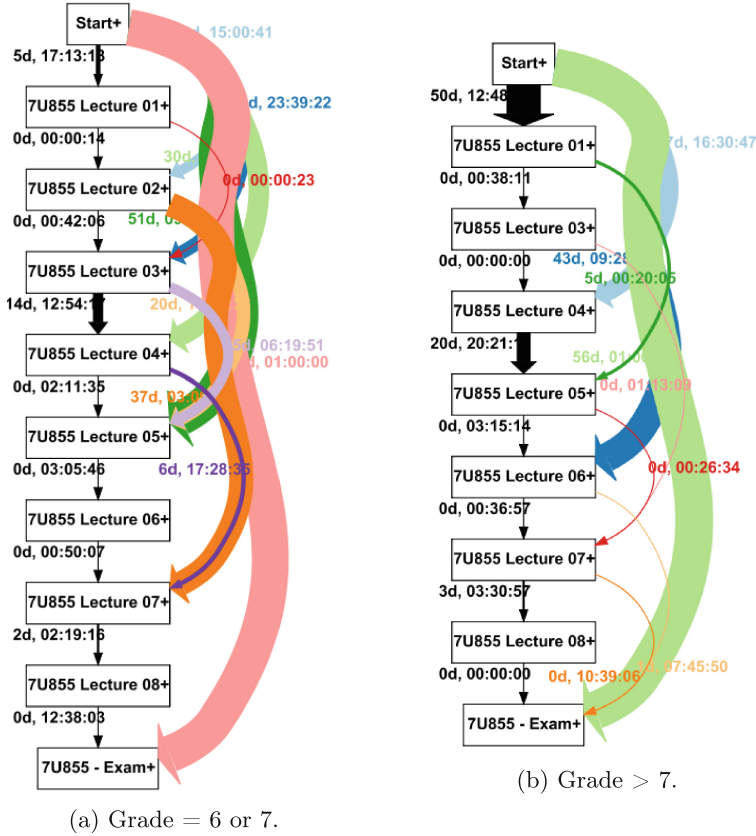 Start+
15:00:41
5d, 17:13:13
7U855 Lecture 01+
23:39:22
0d, 00:00:14
30d
0d, 00:00:23
7U855 Lecture 02+
0d, 00:42:06
51d,
7U855 Lecture 03+
14d, 12:54:1
20d,
5d, 06:19:51
01:00:00
7U855 Lecture 04+
0d, 02:11:35
37d,
7U855 Lecture 05+
0d, 03:05:46
6d, 17:28:35
7U855 Lecture 06+
0d, 00:50:07
7U855 Lecture 07+
2d, 02:19:16
7U855 Lecture 08+
0d, 12:38:03
7U855 - Exam+
(a) Grade = 6 or 7.
Start+
50d, 12:48
7U855 Lecture 01+
7d, 16:30:47
0d, 00:38:11
7U855 Lecture 03+
0d, 00:00:00
43d, 09:28
5d, 00:20:05
7U855 Lecture 04+
20d, 20:21:1
56d,
0d, 01:13:09
7U855 Lecture 05+
0d, 03:15:14
7U855 Lecture 06+
0d, 00:26:34
0d, 00:36:57
7U855 Lecture 07+
3d, 03:30:57
7U855 Lecture 08+
0d, 00:00:00
0d, 10:39:06
07:45:50
7U855 - Exam+
(b) Grade > 7.